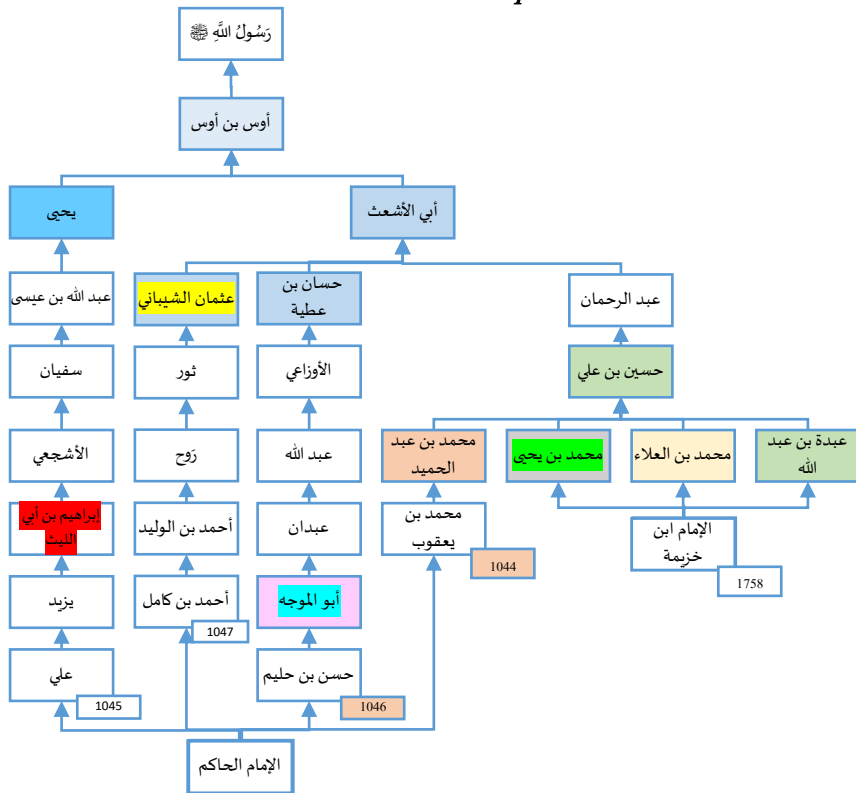 رَسُولُ اللَّهِ ﷺ
أوس بن أوس
أبي الأشعث
يحيى
عبد الرحمان
حسان بن
عطية
عثمان الشيباني
عبد الله بن عيسى
حسين بن علي
الأوزاعي
ثور
سفيان
عبدة بن عبد
الله
محمد بن العلاء
محمد بن يحيى
محمد بن عبد
الحميد
عبد الله
رَوح
الأشجعي
الإمام ابن
خزيمة
1758
محمد بن
يعقوب
1044
عبدان
أحمد بن الوليد
إبراهيم بن أبي
الليث
أبو الموجه
أحمد بن كامل
1047
يزيد
حسن بن حليم
1046
علي
1045
الإمام الحاكم